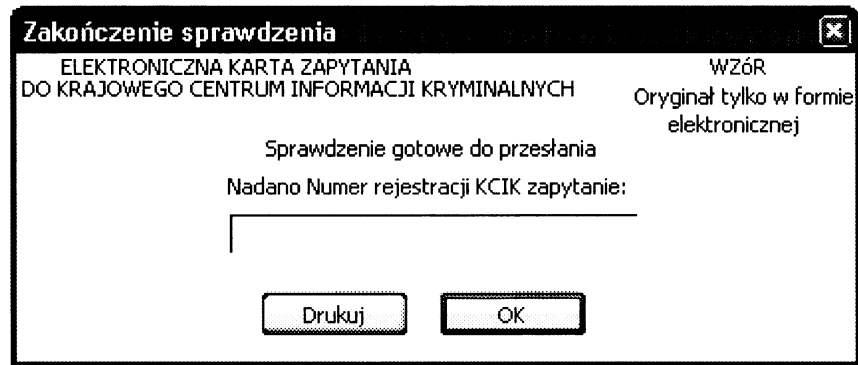 Zakończenie sprawdzenia
ELEKTRONICZNA KARTA ZAPYTANIA
DO KRAJOWEGO CENTRUM INFORMACJI KRYMINALNYCH
WZóR
Oryginał tylko w formie
elektronicznej
Sprawdzenie gotowe do przesłania
Nadano Numer rejestracji KCIK zapytanie:
Drukuj
OK